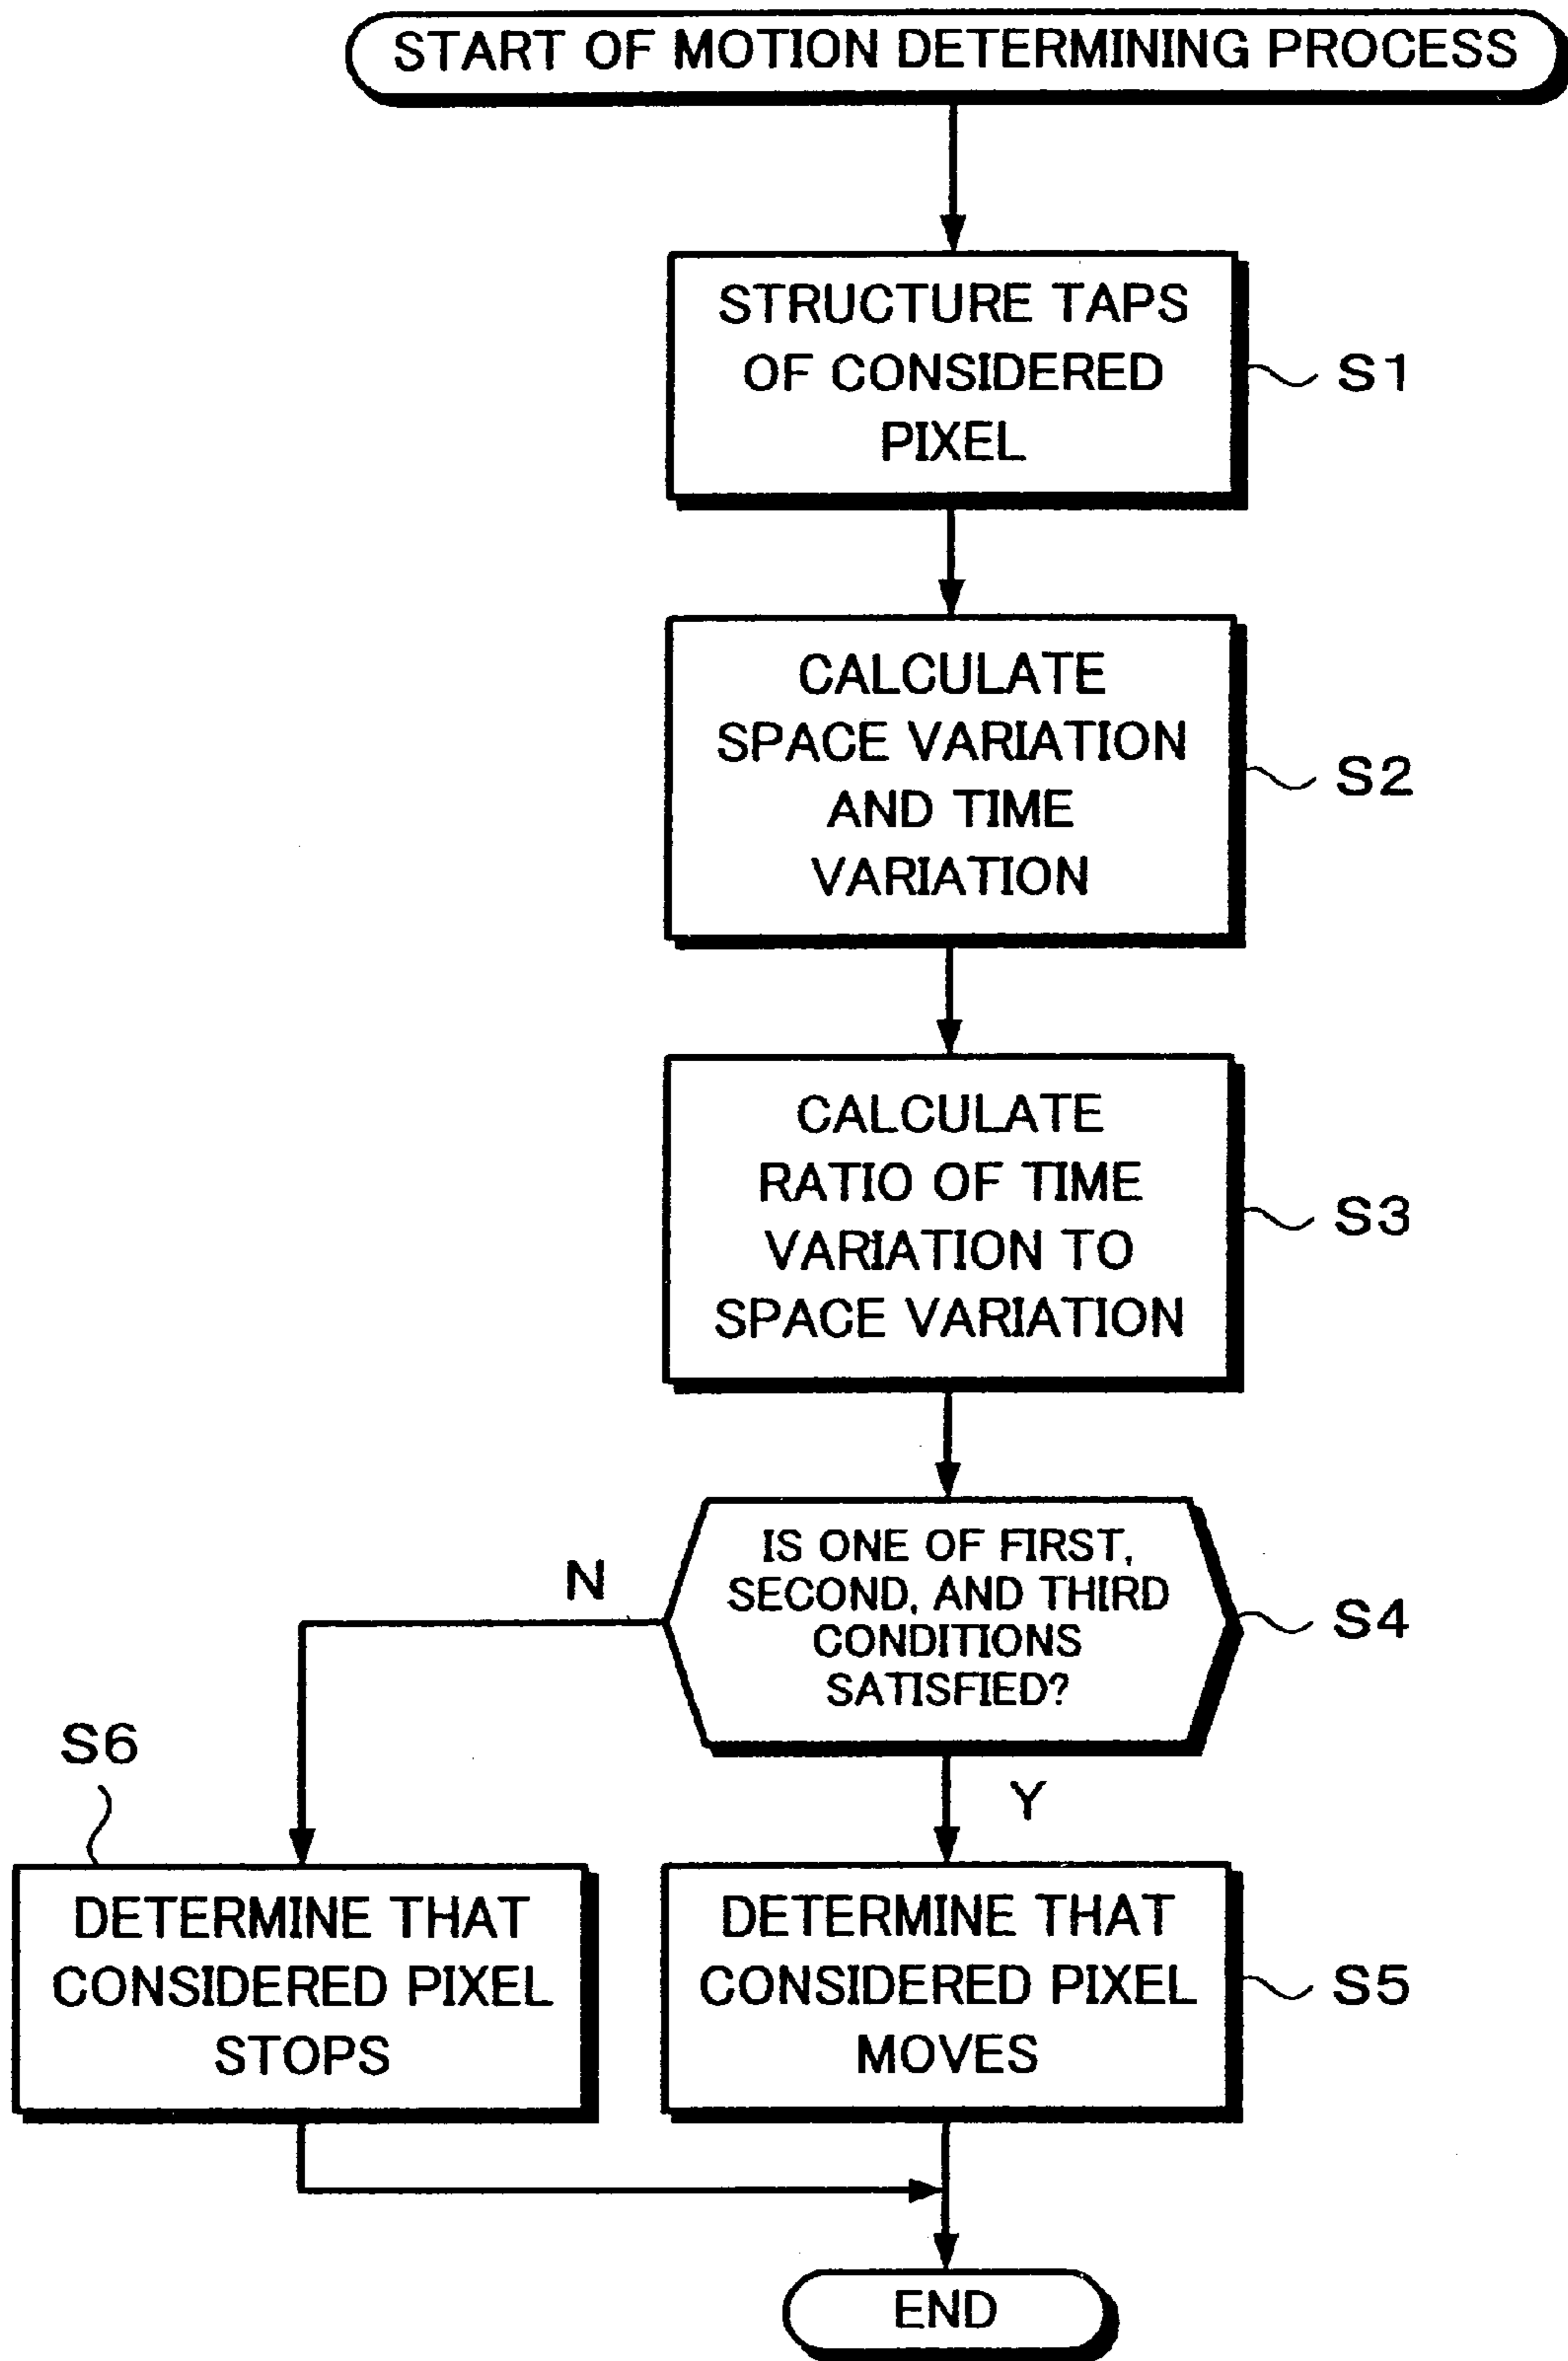 START OF MOTION DETERMINING PROCESS
STRUCTURE TAPS
OF CONSIDERED
PIXEL
S1
CALCULATE
SPACE VARIATION
AND TIME
VARIATION
S2
CALCULATE
RATIO OF TIME
VARIATION TO
SPACE VARIATION
S3
IS ONE OF FIRST,
SECOND, AND THIRD
CONDITIONS
SATISFIED?
S4
N
Y
S6
DETERMINE THAT
CONSIDERED PIXEL
STOPS
DETERMINE THAT
CONSIDERED PIXEL
MOVES
S5
END